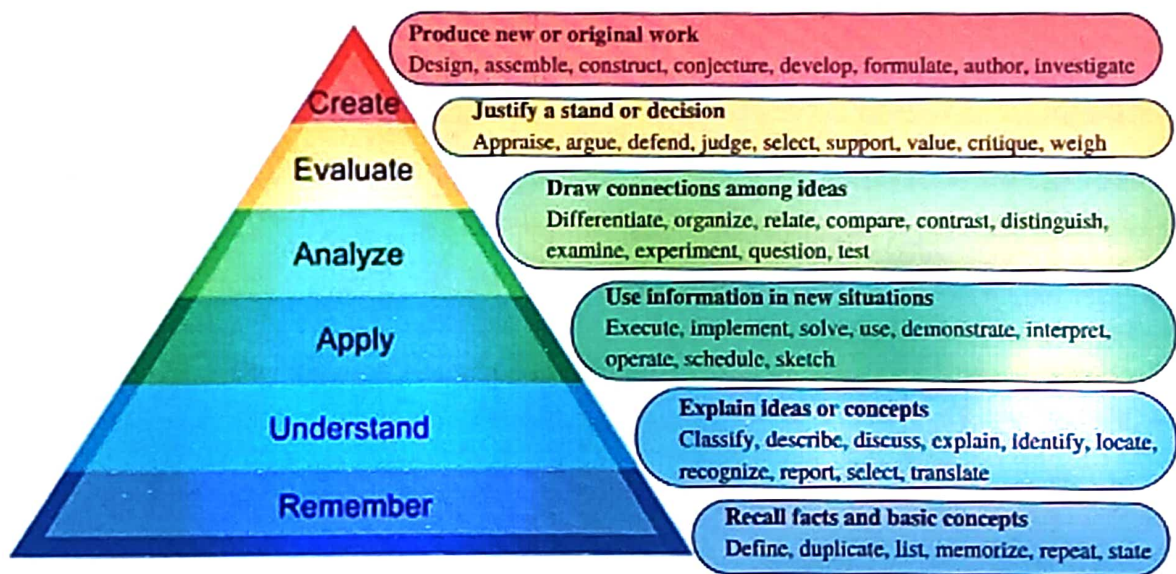 Produce new or original work
Design, assemble, construct, conjecture, develop, formulate, author, investigate
Create
Justify a stand or decision
Appraise, argue, defend, judge, select, support, value, critique, weigh
Evaluate
Draw connections among ideas
Differentiate, organize, relate, compare, contrast, distinguish,
examine, experiment, question, test
Analyze
Use information in new situations
Execute, implement, solve, use, demonstrate, interpret,
operate, schedule, sketch
Apply
Explain ideas or concepts
Classify, describe, discuss, explain, identify, locate,
recognize, report, select, translate
Understand
Recall facts and basic concepts
Define, duplicate, list, memorize, repeat, state
Remember